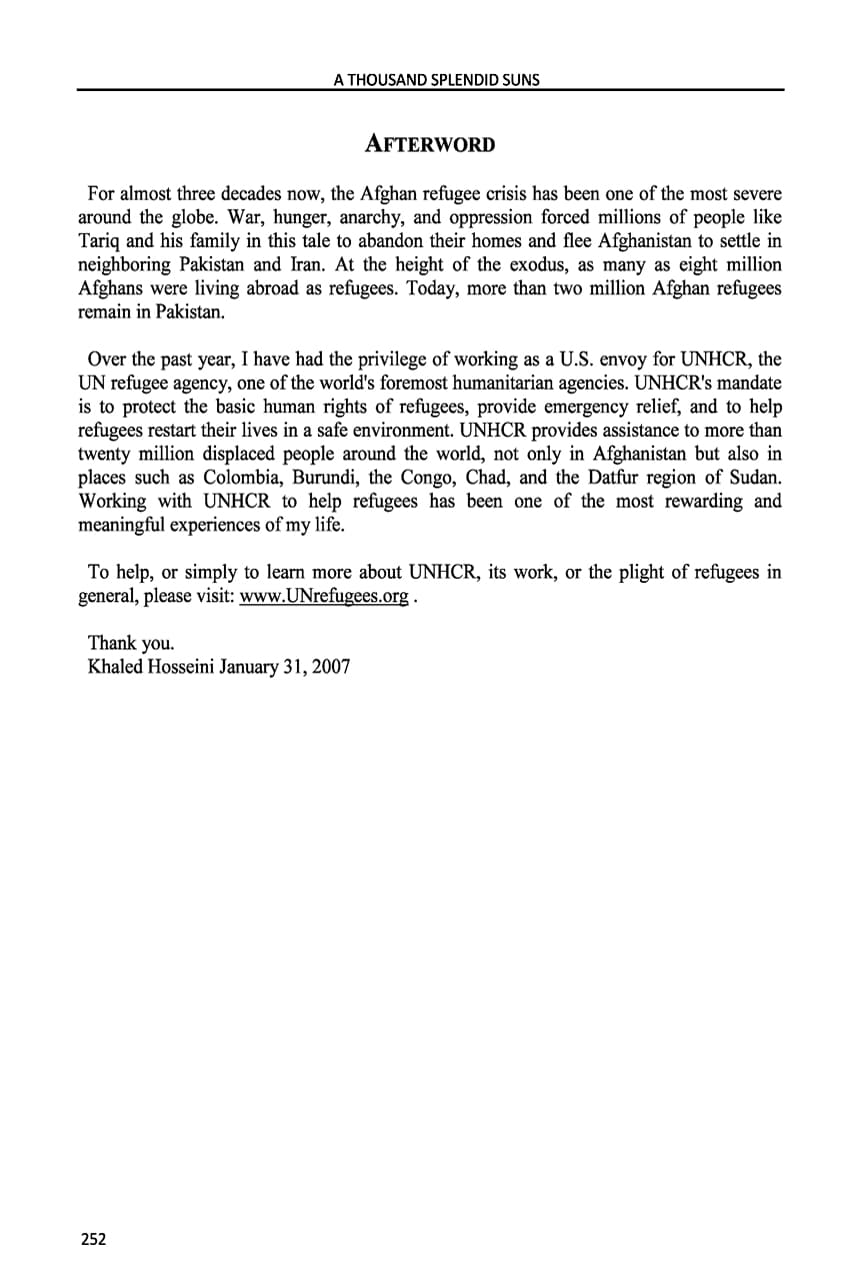 A THOUSAND SPLENDID SUNS
AFTERWORD
For almost three decades now, the Afghan refugee crisis has been one of the most severe
around the globe. War, hunger, anarchy, and oppression forced millions of people like
Tariq and his family in this tale to abandon their homes and flee Afghanistan to settle in
neighboring Pakistan and Iran. At the height of the exodus, as many as eight million
Afghans were living abroad as refugees. Today, more than two million Afghan refugees
remain in Pakistan.
Over the past year, I have had the privilege of working as a U.S. envoy for UNHCR, the
UN refugee agency, one of the world's foremost humanitarian agencies. UNHCR's mandate
is to protect the basic human rights of refugees, provide emergency relief, and to help
refugees restart their lives in a safe environment. UNHCR provides assistance to more than
twenty million displaced people around the world, not only in Afghanistan but also in
places such as Colombia, Burundi, the Congo, Chad, and the Datfur region of Sudan.
Working with UNHCR to help refugees has been one of the most rewarding and
meaningful experiences of my life.
To help, or simply to learn more about UNHCR, its work, or the plight of refugees in
general, please visit: www.UNrefugees.org .
Thank you.
Khaled Hosseini January 31, 2007
252